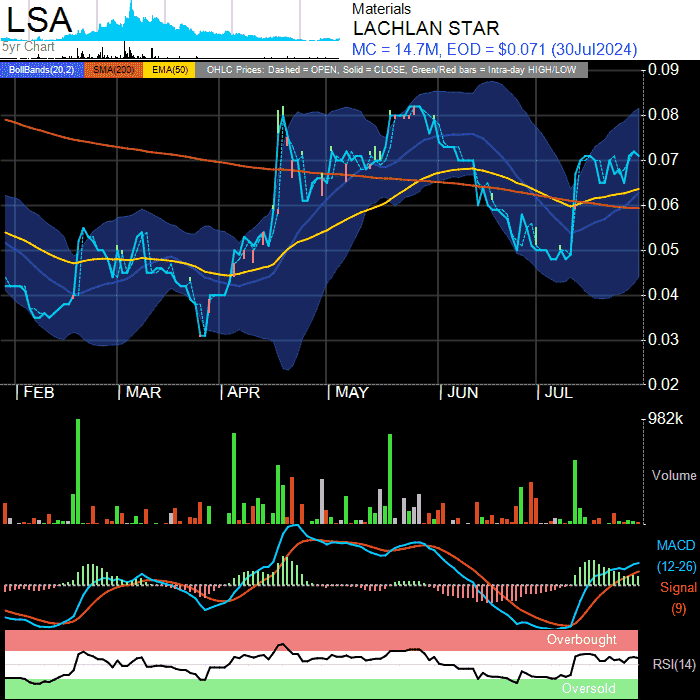 LSA
5yr Chart
Materials
LACHLAN STAR
MC = 14.7M, EOD = $0.071 (30Jul2024)
BollBands(20,2) SMA(200) EMA(50) OHLC Prices: Dashed = OPEN, Solid = CLOSE, Green/Red bars = Intra-day HIGH/LOW
0.09
0.08
0.07
0.06
0.05
0.04
0.03
0.02
FEB MAR APR MAY JUN JUL
982k
Volume
MACD
(12-26)
Signal
(9)
Overbought
RSI(14)
Oversold